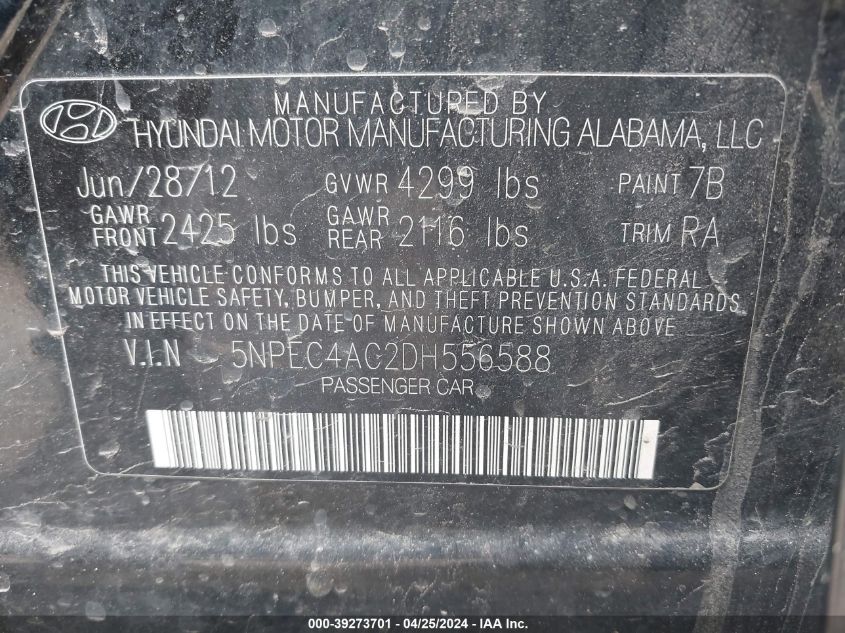 MANUFACTURED BY
HYUNDAI MOTOR MANUFACTURING ALABAMA, LLC
Jun/28/12 GVWR 4299 lbs PAINT 7B
GAWR FRONT 2425 lbs GAWR REAR 2116 lbs TRIM RA
THIS VEHICLE CONFORMS TO ALL APPLICABLE U.S.A. FEDERAL
MOTOR VEHICLE SAFETY, BUMPER, AND THEFT PREVENTION STANDARDS
IN EFFECT ON THE DATE OF MANUFACTURE SHOWN ABOVE
V.I.N 5NPEC4AC2DH556588
PASSENGER CAR
000-39273701 - 04/25/2024 - IAA Inc.